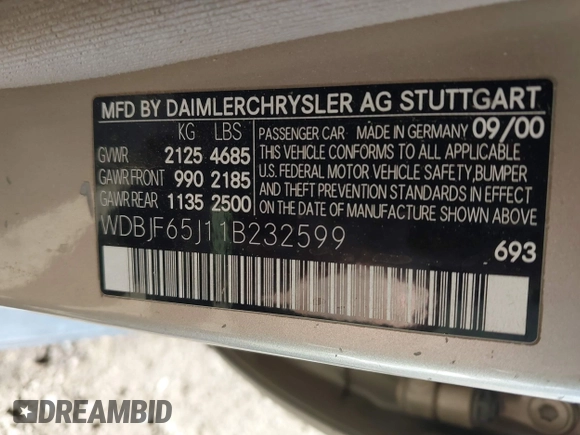 MFD BY DAIMLERCHRYSLER AG STUTTGART
KG LBS
GVWR 2125 4685
GAWR FRONT 990 2185
GAWR REAR 1135 2500
PASSENGER CAR MADE IN GERMANY 09/00
THIS VEHICLE CONFORMS TO ALL APPLICABLE
U.S. FEDERAL MOTOR VEHICLE SAFETY, BUMPER
AND THEFT PREVENTION STANDARDS IN EFFECT
ON THE DATE OF MANUFACTURE SHOWN ABOVE.
WDBJF65J11B232599
693
DREAMBID